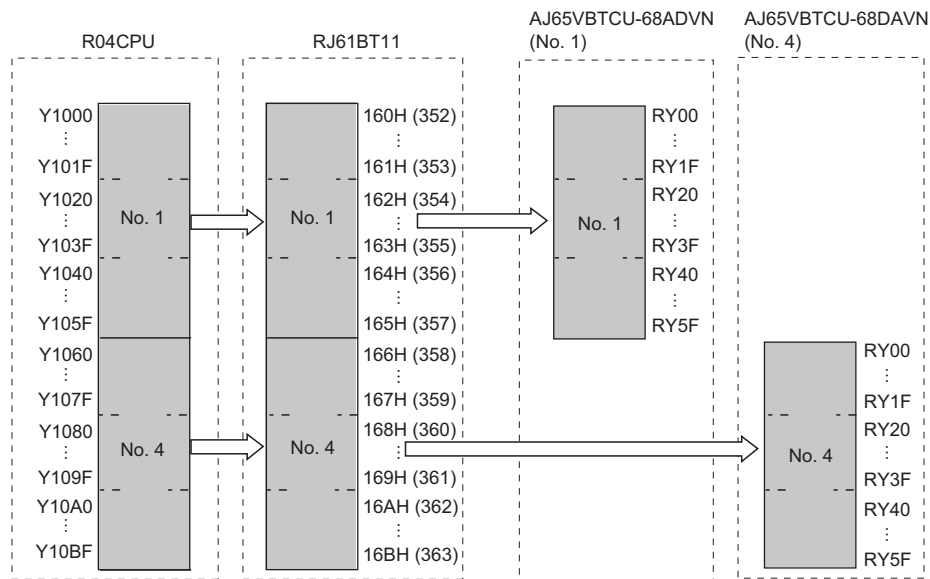 R04CPU
Y1000
⋮
Y101F
Y1020
⋮
Y103F
Y1040
⋮
Y105F
Y1060
⋮
Y107F
Y1080
⋮
Y109F
Y10A0
⋮
Y10BF
No. 1
No. 4
RJ61BT11
No. 1
No. 4
160H (352)
⋮
161H (353)
162H (354)
⋮
163H (355)
164H (356)
⋮
165H (357)
166H (358)
⋮
167H (359)
168H (360)
⋮
169H (361)
16AH (362)
⋮
16BH (363)
AJ65VBTCU-68ADVN
(No. 1)
No. 1
RY00
⋮
RY1F
RY20
⋮
RY3F
RY40
⋮
RY5F
AJ65VBTCU-68DAVN
(No. 4)
No. 4
RY00
⋮
RY1F
RY20
⋮
RY3F
RY40
⋮
RY5F